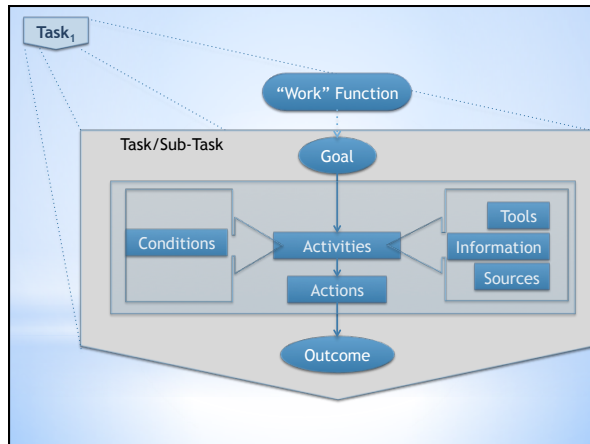 Task1
“Work” Function
Task/Sub-Task
Goal
Conditions
Activities
Tools
Information
Sources
Actions
Outcome